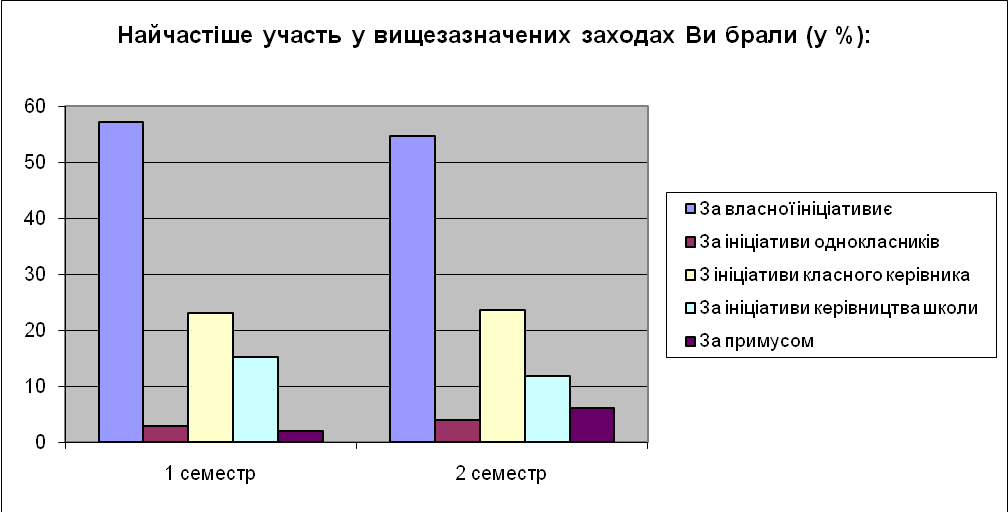 Найчастіше участь у вищезазначених заходах Ви брали (у %):
60
50
40
30
20
10
0
1 семестр
2 семестр
За власної ініціативиє
За ініціативи однокласників
З ініціативи класного керівника
За ініціативи керівництва школи
За примусом